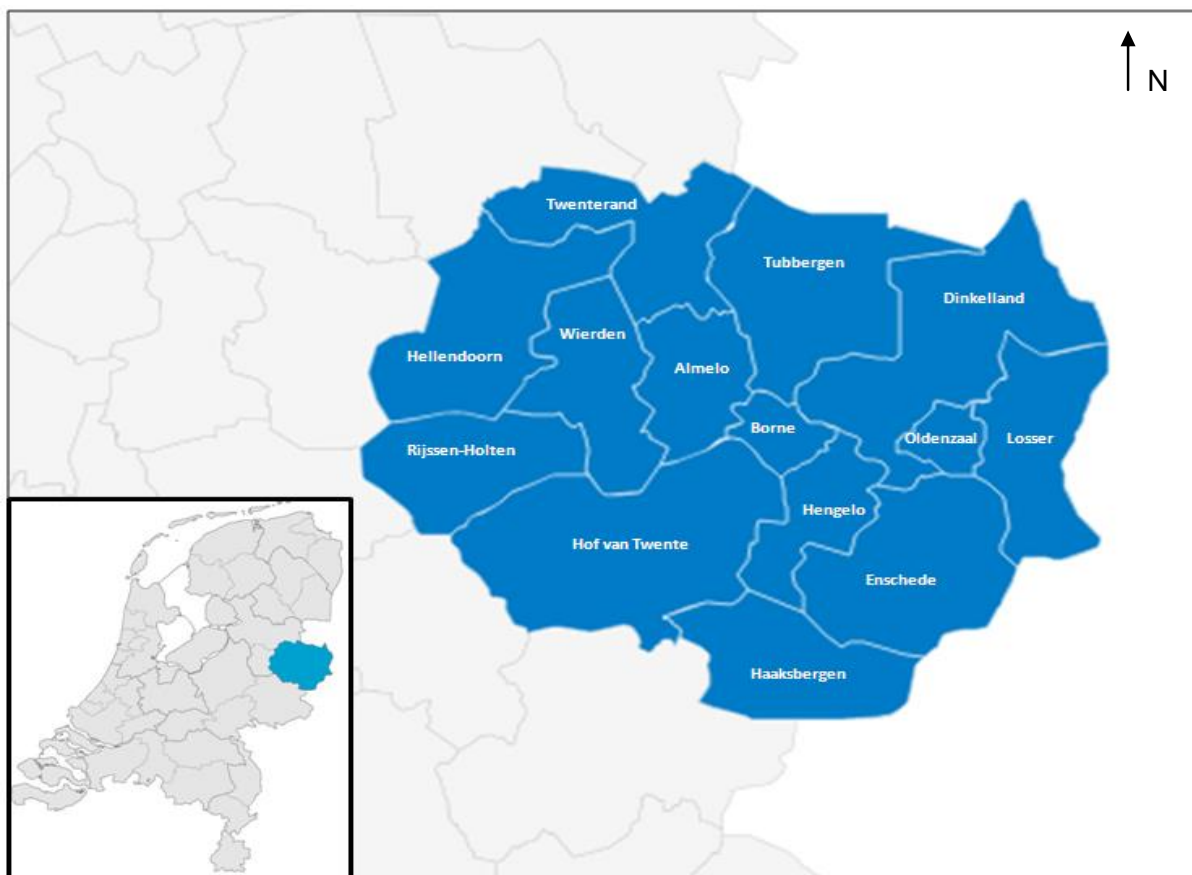 N
Twenterand
Tubbergen
Dinkelland
Wierden
Hellendoorn
Almelo
Borne
Oldenzaal
Losser
Rijssen-Holten
Hengelo
Hof van Twente
Enschede
Haaksbergen